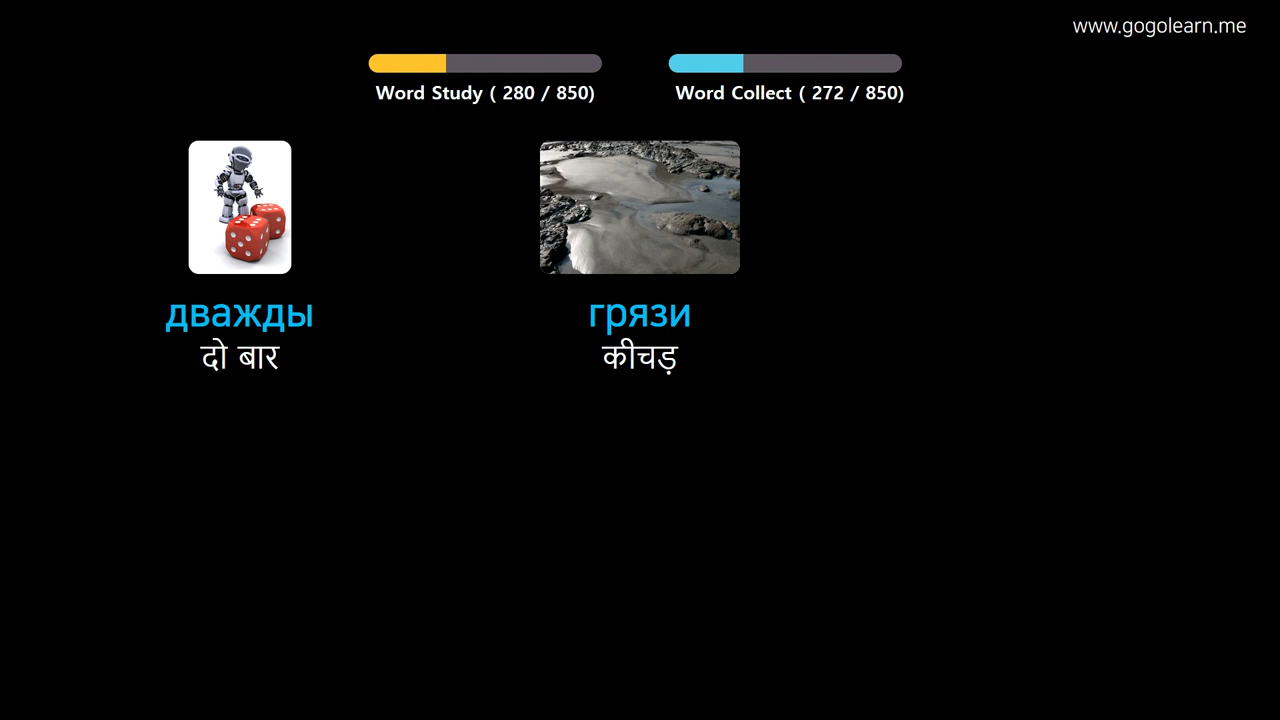 www.gogolearn.me
Word Study ( 280 / 850)
Word Collect ( 272 / 850)
дважды
दो बार
грязи
कीचड़